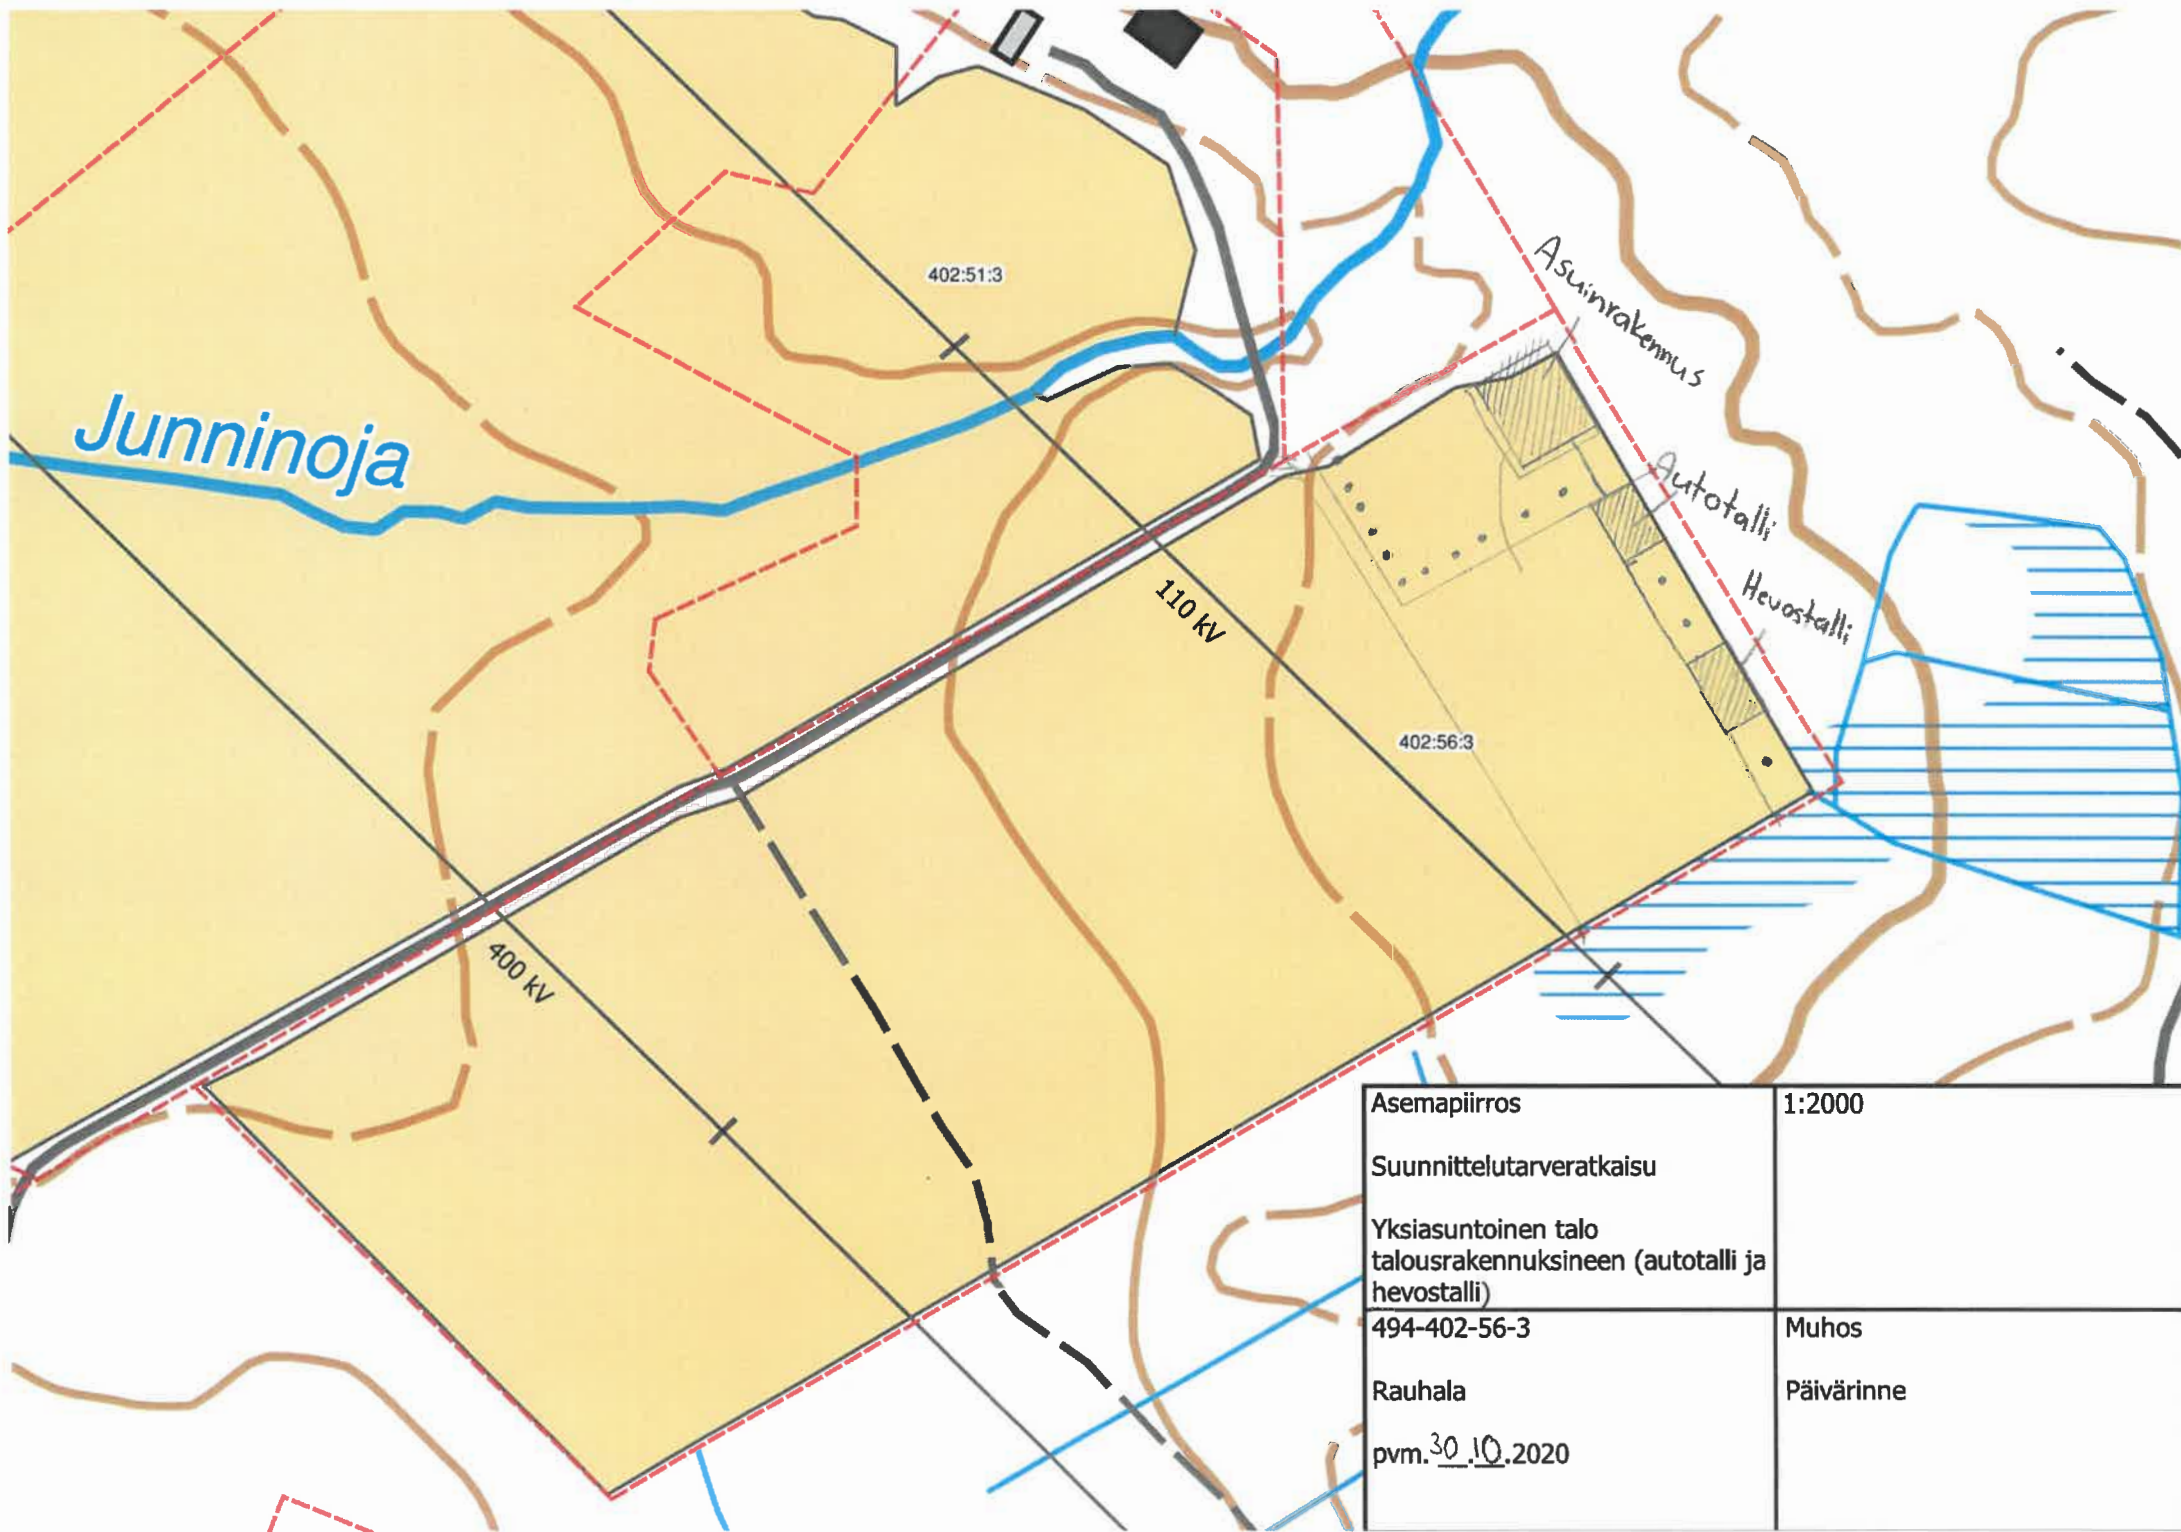 402:51:3
Asuinrakennus
Junninoja
Autotalli
110 kV
Hevostalli
402:56:3
400 kV
Asemapiirros
1:2000
Suunnittelutarveratkaisu
Yksiasuntoinen talo
talousrakennuksineen (autotalli ja
hevostalli)
494-402-56-3
Muhos
Rauhala
Päivärinne
pvm.30.10.2020